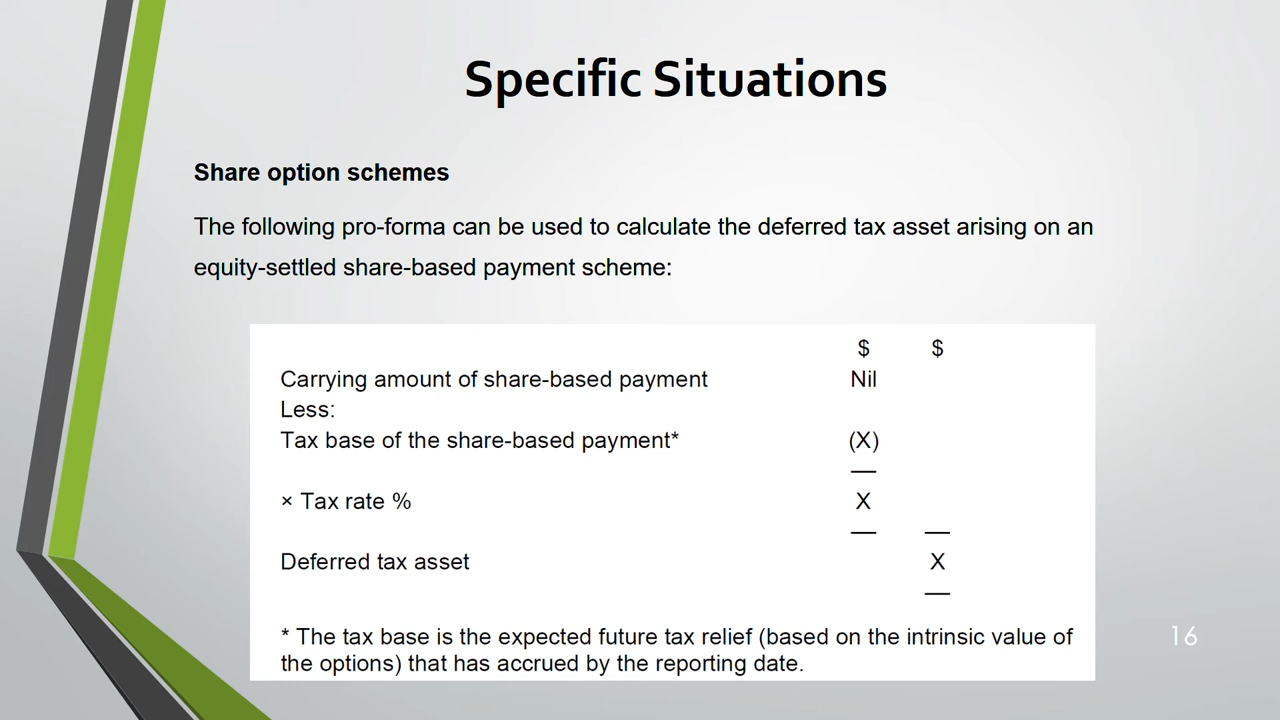 Specific Situations
Share option schemes
The following pro-forma can be used to calculate the deferred tax asset arising on an
equity-settled share-based payment scheme:
$ $
Carrying amount of share-based payment Nil
Less:
Tax base of the share-based payment* (X)
× Tax rate % X
Deferred tax asset X
* The tax base is the expected future tax relief (based on the intrinsic value of
the options) that has accrued by the reporting date.
16